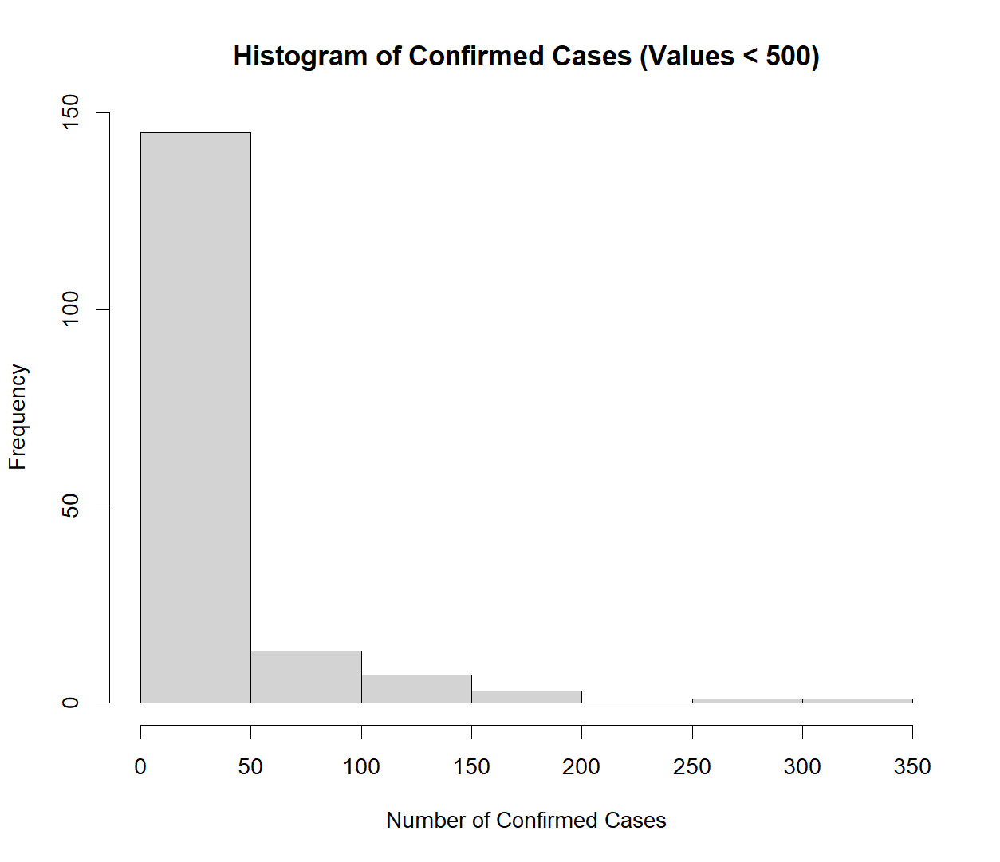 Histogram of Confirmed Cases (Values < 500)
150
100
50
0
Frequency
0 50 100 150 200 250 300 350
Number of Confirmed Cases